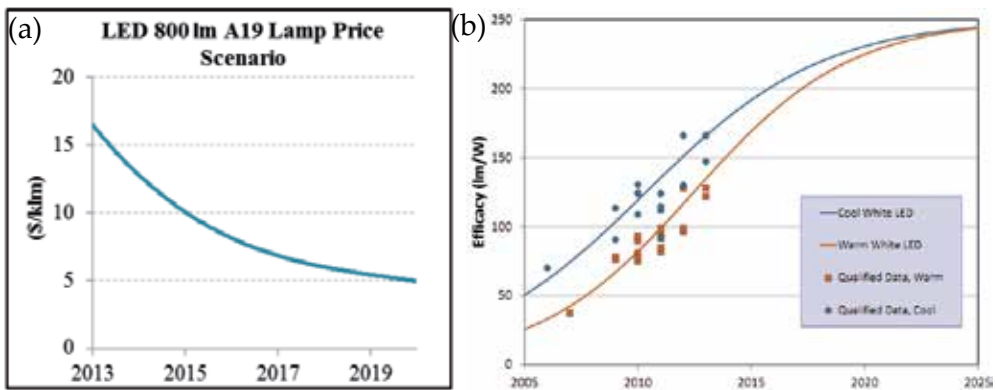 (a)
LED 800 lm A19 Lamp Price
Scenario
20
15
10
5
0
($/klm)
2013
2015
2017
2019
(b)
250
200
150
100
50
0
Efficacy (lm/W)
2005
2010
2015
2020
2025
Cool White LED
Warm White LED
Qualified Data, Warm
Qualified Data, Cool